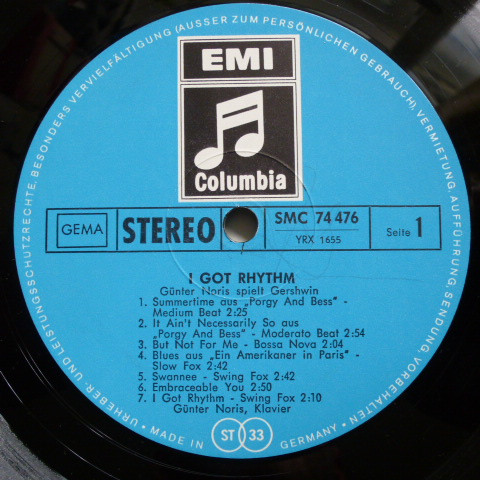 URHEBER- UND LEISTUNGSSCHUTZRECHTE, BESONDERS VERVIELFÄLTIGUNG (AUSSER ZUM PERSÖNLICHEN GEBRAUCH), VERMIETUNG, AUFFÜHRUNG, SENDUNG, VORBEHALTEN
EMI
Columbia
GEMA
STEREO
SMC 74 476
YRX 1655
Seite 1
I GOT RHYTHM
Günter Noris spielt Gershwin
1. Summertime aus „Porgy And Bess" -
Medium Beat 2:25
2. It Ain't Necessarily So aus
„Porgy And Bess" - Moderato Beat 2:54
3. But Not For Me - Bossa Nova 2:04
4. Blues aus „Ein Amerikaner in Paris" -
Slow Fox 2:42
5. Swannee - Swing Fox 2:42
6. Embraceable You 2:50
7. I Got Rhythm - Swing Fox 2:10
Günter Noris, Klavier
• MADE IN GERMANY •
ST 33